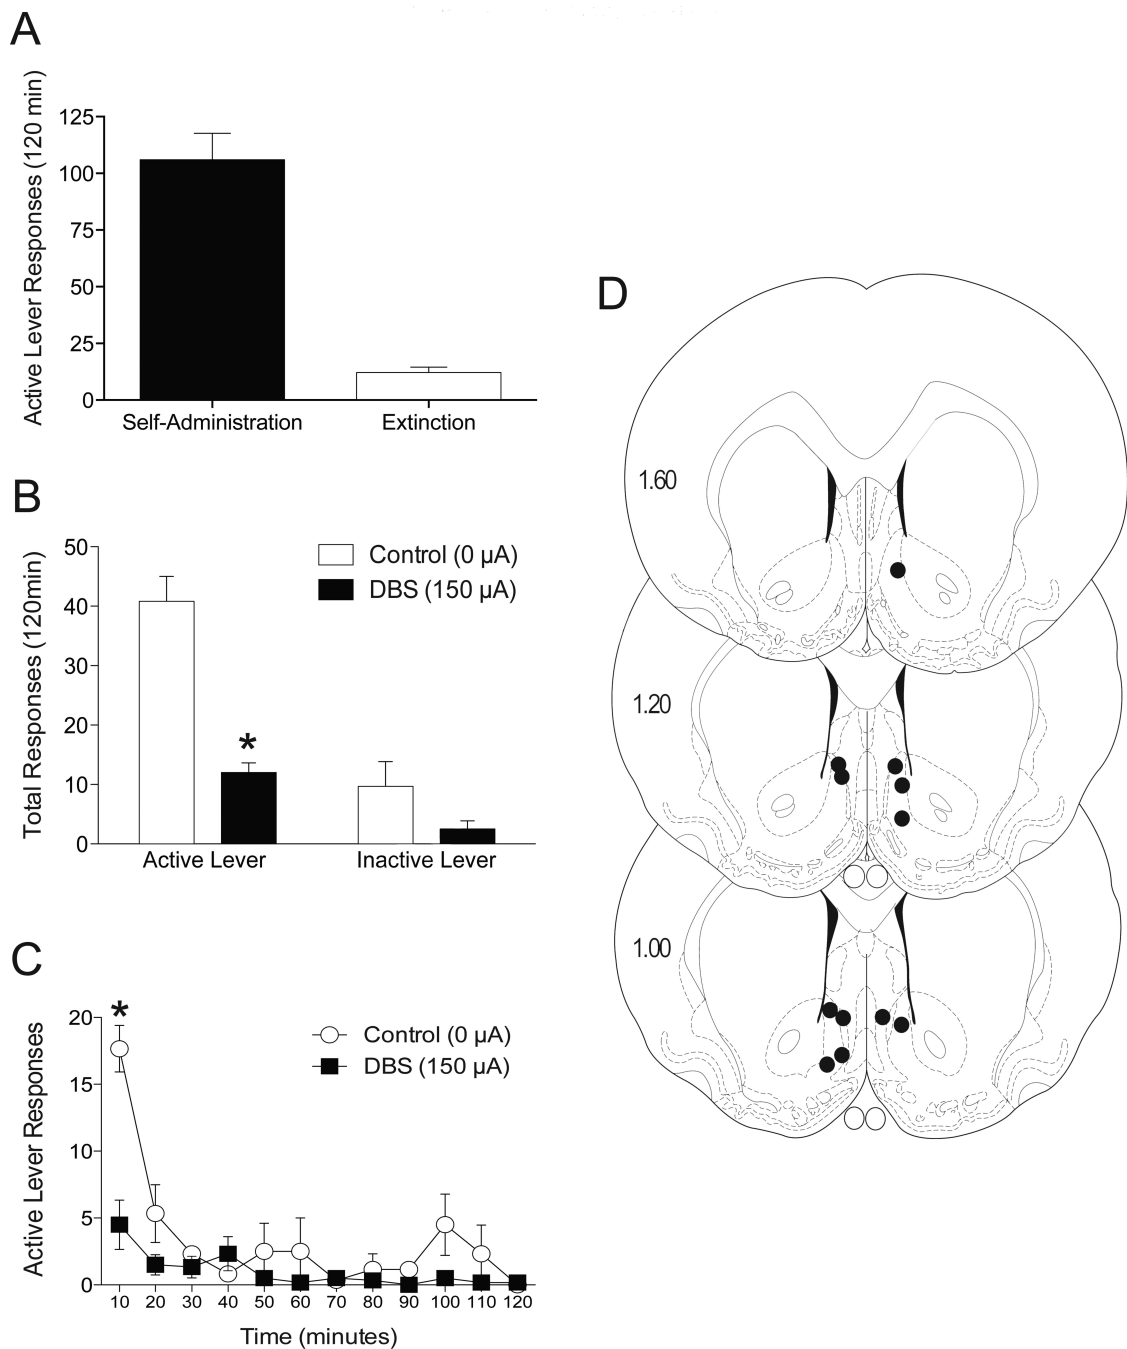 A
Active Lever Responses (120 min)
125
100
75
50
25
0
Self-Administration
Extinction
B
Total Responses (120min)
50
40
30
20
10
0
Control (0 µA)
DBS (150 µA)
*
Active Lever
Inactive Lever
C
Active Lever Responses
20
15
10
5
0
*
Control (0 µA)
DBS (150 µA)
10 20 30 40 50 60 70 80 90 100 110 120
Time (minutes)
D
1.60
1.20
1.00